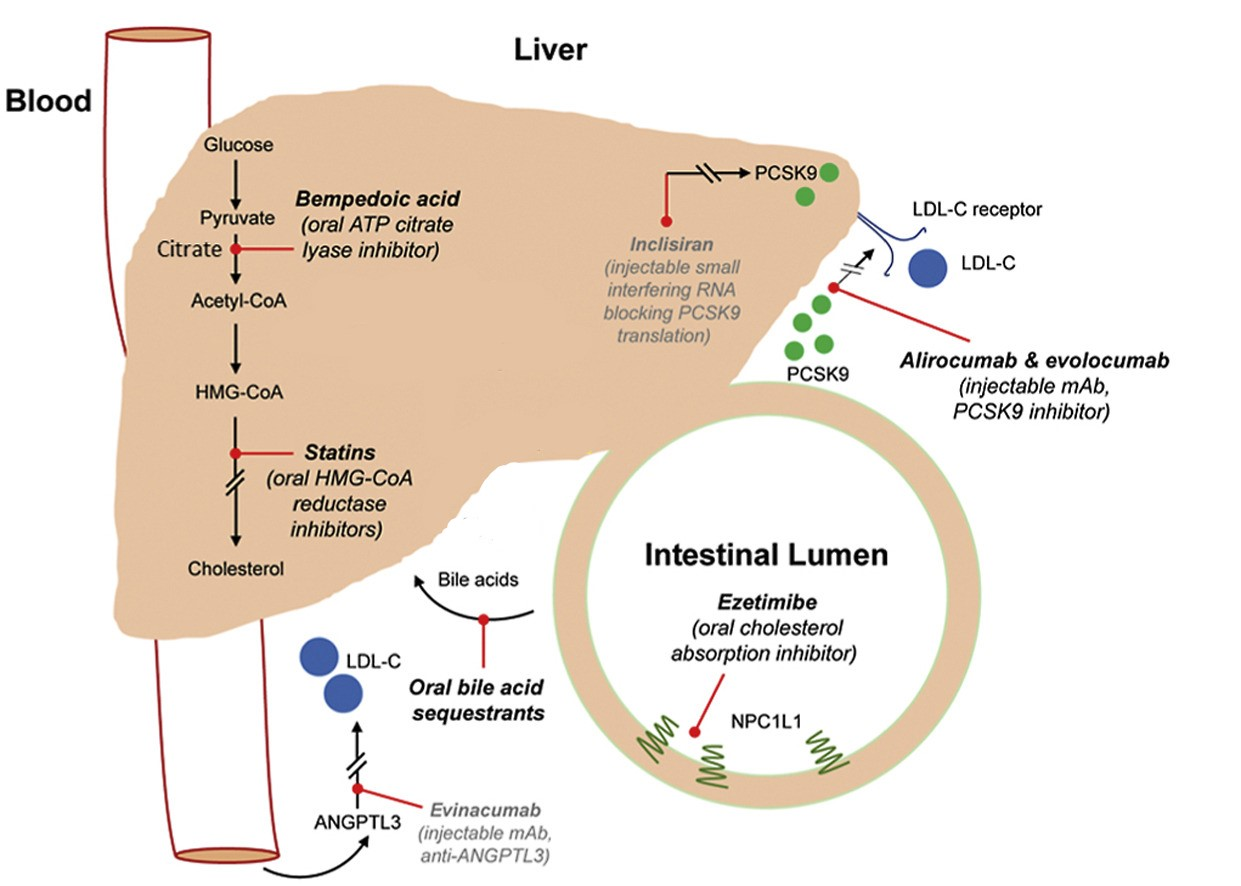 Liver
Blood
Glucose
Pyruvate
Citrate
Acetyl-CoA
HMG-CoA
Cholesterol
Bempedoic acid
(oral ATP citrate
lyase inhibitor)
Statins
(oral HMG-CoA
reductase
inhibitors)
PCSK9
Inclisiran
(injectable small
interfering RNA
blocking PCSK9
translation)
LDL-C receptor
LDL-C
PCSK9
Alirocumab & evolocumab
(injectable mAb,
PCSK9 inhibitor)
Intestinal Lumen
Ezetimibe
(oral cholesterol
absorption inhibitor)
NPC1L1
Bile acids
Oral bile acid
sequestrants
LDL-C
ANGPTL3
Evinacumab
(injectable mAb,
anti-ANGPTL3)